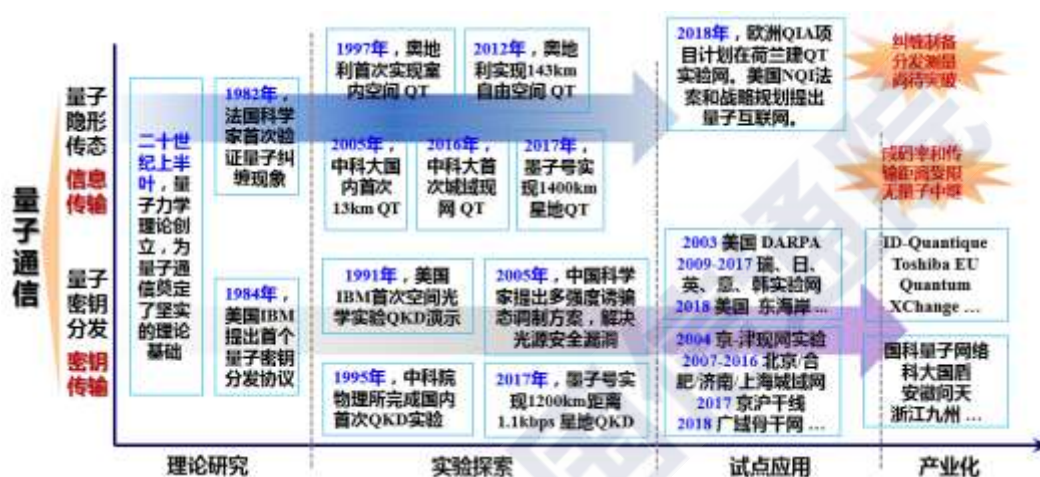 量子通信
量子
隐形
传态
信息
传输
量子
密钥
分发
密钥
传输
二十世
纪上半
叶，量
子力学
理论创
立，为
量子通
信奠定
了坚实
的理论
基础
1982年，
法国科学
家首次验
证量子纠
缠现象
1984年，
美国IBM
提出首个
量子密钥
分发协议
1997年，奥地
利首次实现室
内空间 QT
2012年，奥地
利实现143km
自由空间 QT
2005年，
中科大国
内首次
13km QT
2016年，
中科大首
次城域现
网 QT
2017年，
墨子号实
现1400km
星地QT
1991年，美国
IBM首次空间光
学实验QKD演示
2005年，中国科学
家提出多强度诱骗
态调制方案，解决
光源安全漏洞
1995年，中科院
物理所完成国内
首次QKD实验
2017年，墨子号实
现1200km距离
1.1kbps 星地QKD
2018年，欧洲QIA项
目计划在荷兰建QT
实验网。美国NQI法
案和战略规划提出
量子互联网。
2003 美国 DARPA
2009-2017 瑞、日、
英、意、韩实验网
2018 美国 东海岸 ...
2004 京-津现网实验
2007-2016 北京/合
肥/济南/上海城域网
2017 京沪干线
2018 广域骨干网 ...
纠缠制备
分发测量
尚待突破
成码率和传
输距离受限
无量子中继
ID-Quantique
Toshiba EU
Quantum
XChange ...
国科量子网络
科大国盾
安徽问天
浙江九州 ...
理论研究
实验探索
试点应用
产业化